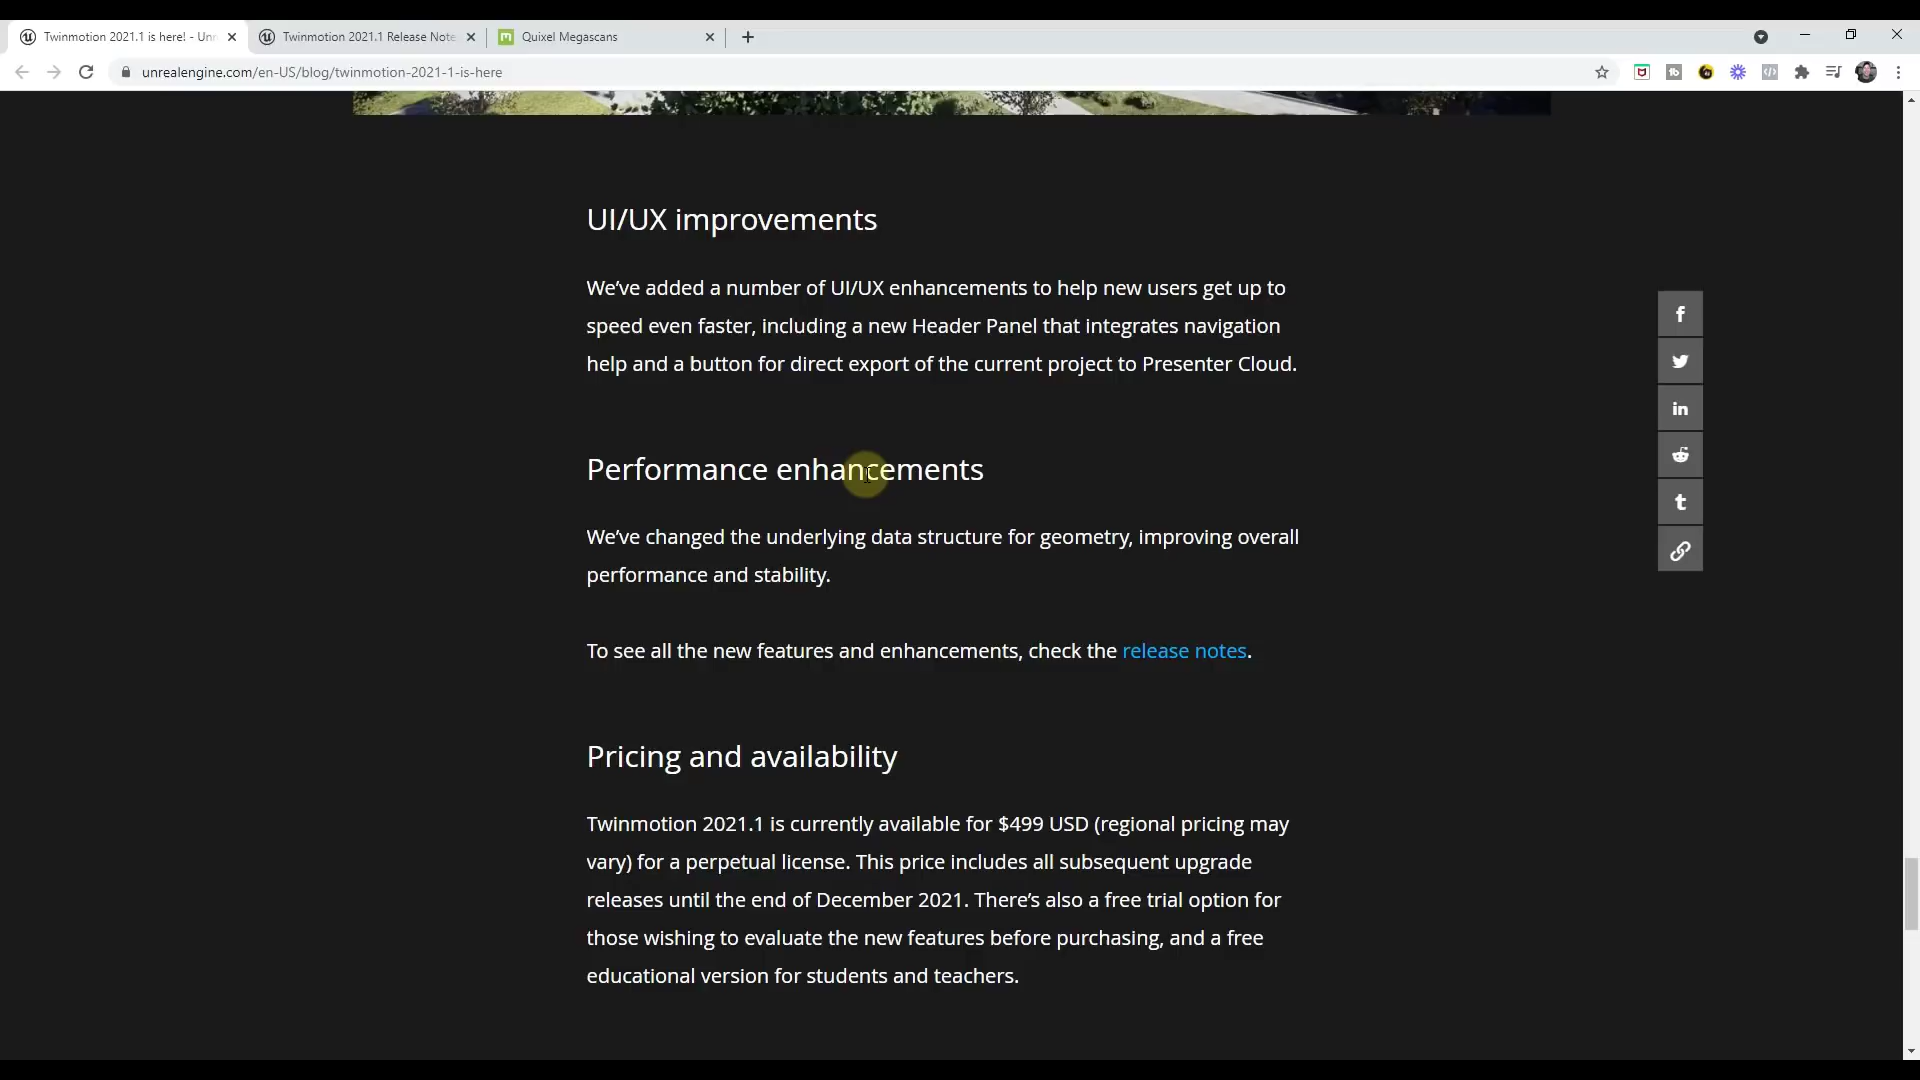 Twinmotion 2021.1 is here! - Unr
Twinmotion 2021.1 Release Note
Quixel Megascans
unrealengine.com/en-US/blog/twinmotion-2021-1-is-here
UI/UX improvements
We've added a number of UI/UX enhancements to help new users get up to
speed even faster, including a new Header Panel that integrates navigation
help and a button for direct export of the current project to Presenter Cloud.
Performance enhancements
We've changed the underlying data structure for geometry, improving overall
performance and stability.
To see all the new features and enhancements, check the release notes.
Pricing and availability
Twinmotion 2021.1 is currently available for $499 USD (regional pricing may
vary) for a perpetual license. This price includes all subsequent upgrade
releases until the end of December 2021. There's also a free trial option for
those wishing to evaluate the new features before purchasing, and a free
educational version for students and teachers.